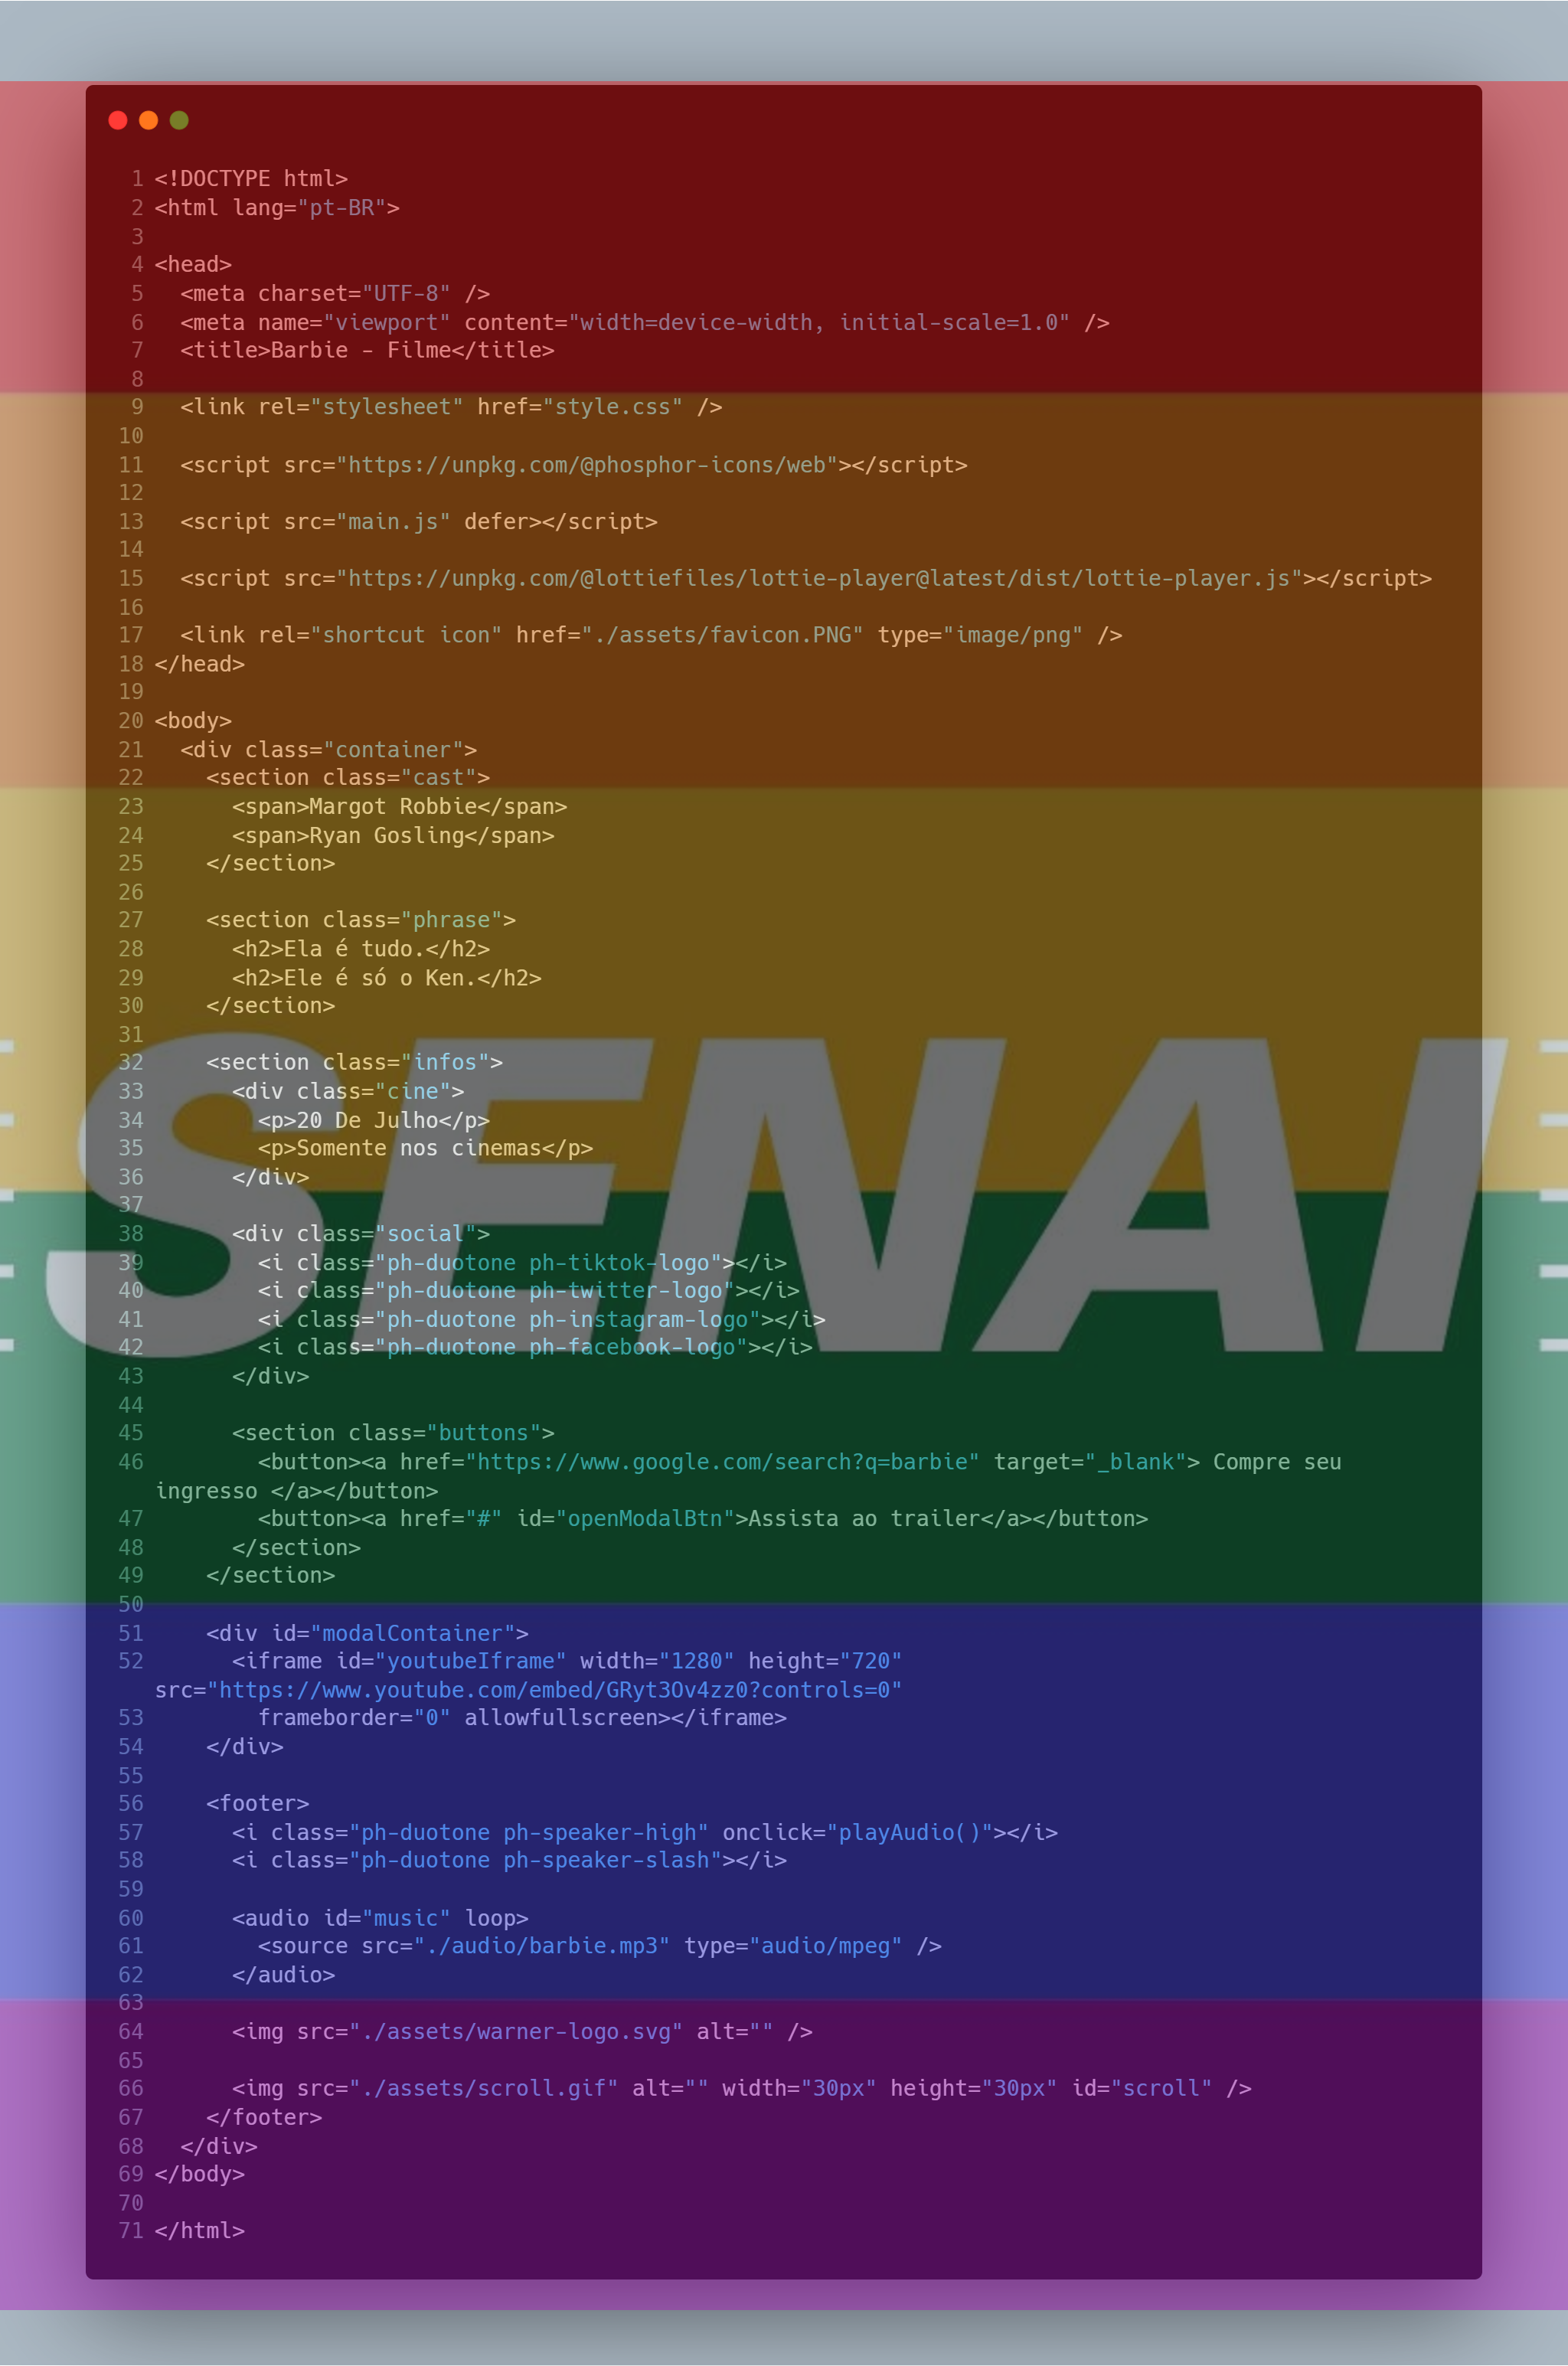 1 <!DOCTYPE html>
2 <html lang="pt-BR">
3
4 <head>
5   <meta charset="UTF-8" />
6   <meta name="viewport" content="width=device-width, initial-scale=1.0" />
7   <title>Barbie - Filme</title>
8
9   <link rel="stylesheet" href="style.css" />
10
11   <script src="https://unpkg.com/@phosphor-icons/web"></script>
12
13   <script src="main.js" defer></script>
14
15   <script src="https://unpkg.com/@lottiefiles/lottie-player@latest/dist/lottie-player.js"></script>
16
17   <link rel="shortcut icon" href="./assets/favicon.PNG" type="image/png" />
18 </head>
19
20 <body>
21   <div class="container">
22     <section class="cast">
23       <span>Margot Robbie</span>
24       <span>Ryan Gosling</span>
25     </section>
26
27     <section class="phrase">
28       <h2>Ela é tudo.</h2>
29       <h2>Ele é só o Ken.</h2>
30     </section>
31
32     <section class="infos">
33       <div class="cine">
34         <p>20 De Julho</p>
35         <p>Somente nos cinemas</p>
36       </div>
37
38       <div class="social">
39         <i class="ph-duotone ph-tiktok-logo"></i>
40         <i class="ph-duotone ph-twitter-logo"></i>
41         <i class="ph-duotone ph-instagram-logo"></i>
42         <i class="ph-duotone ph-facebook-logo"></i>
43       </div>
44
45       <section class="buttons">
46         <button><a href="https://www.google.com/search?q=barbie" target="_blank"> Compre seu
ingresso </a></button>
47         <button><a href="#" id="openModalBtn">Assista ao trailer</a></button>
48       </section>
49     </section>
50
51     <div id="modalContainer">
52       <iframe id="youtubeIframe" width="1280" height="720"
src="https://www.youtube.com/embed/GRyt3Ov4zz0?controls=0"
53         frameborder="0" allowfullscreen></iframe>
54     </div>
55
56     <footer>
57       <i class="ph-duotone ph-speaker-high" onclick="playAudio()"></i>
58       <i class="ph-duotone ph-speaker-slash"></i>
59
60       <audio id="music" loop>
61         <source src="./audio/barbie.mp3" type="audio/mpeg" />
62       </audio>
63
64       <img src="./assets/warner-logo.svg" alt="" />
65
66       <img src="./assets/scroll.gif" alt="" width="30px" height="30px" id="scroll" />
67     </footer>
68   </div>
69 </body>
70
71 </html>
SENAI